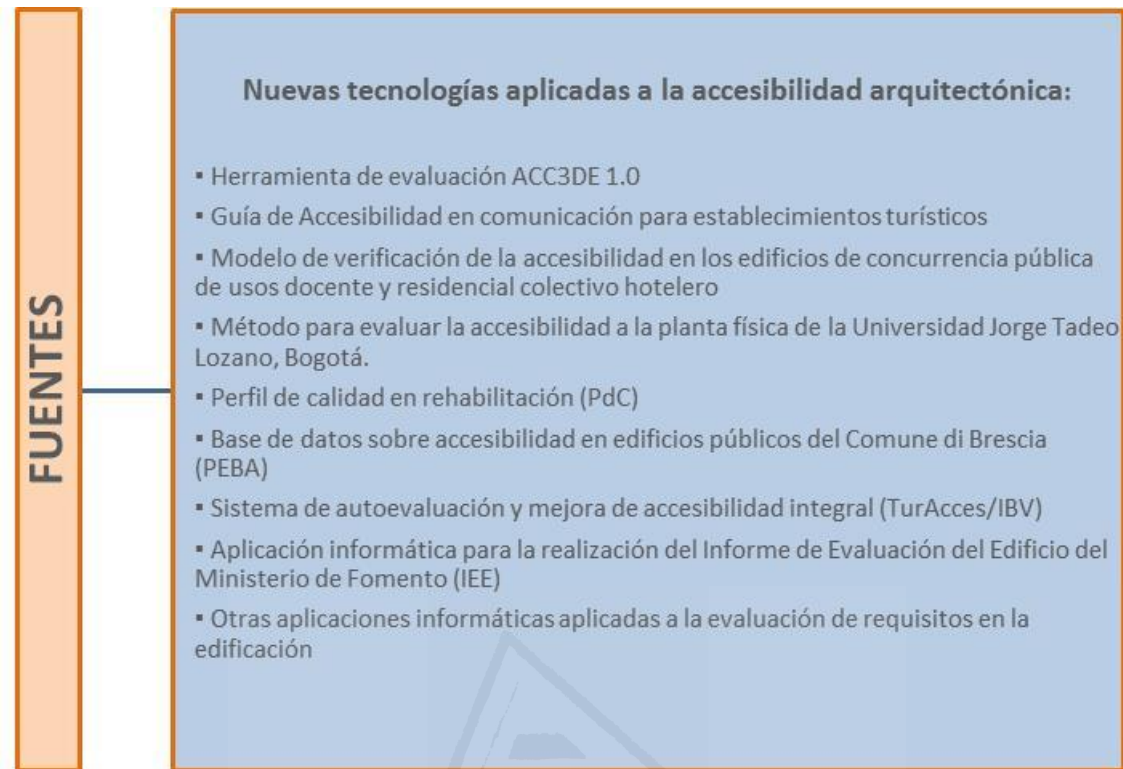 FUENTES
Nuevas tecnologías aplicadas a la accesibilidad arquitectónica:
▪ Herramienta de evaluación ACC3DE 1.0
▪ Guía de Accesibilidad en comunicación para establecimientos turísticos
▪ Modelo de verificación de la accesibilidad en los edificios de concurrencia pública
de usos docente y residencial colectivo hotelero
▪ Método para evaluar la accesibilidad a la planta física de la Universidad Jorge Tadeo
Lozano, Bogotá.
▪ Perfil de calidad en rehabilitación (PdC)
▪ Base de datos sobre accesibilidad en edificios públicos del Comune di Brescia
(PEBA)
▪ Sistema de autoevaluación y mejora de accesibilidad integral (TurAcces/IBV)
▪ Aplicación informática para la realización del Informe de Evaluación del Edificio del
Ministerio de Fomento (IEE)
▪ Otras aplicaciones informáticas aplicadas a la evaluación de requisitos en la
edificación